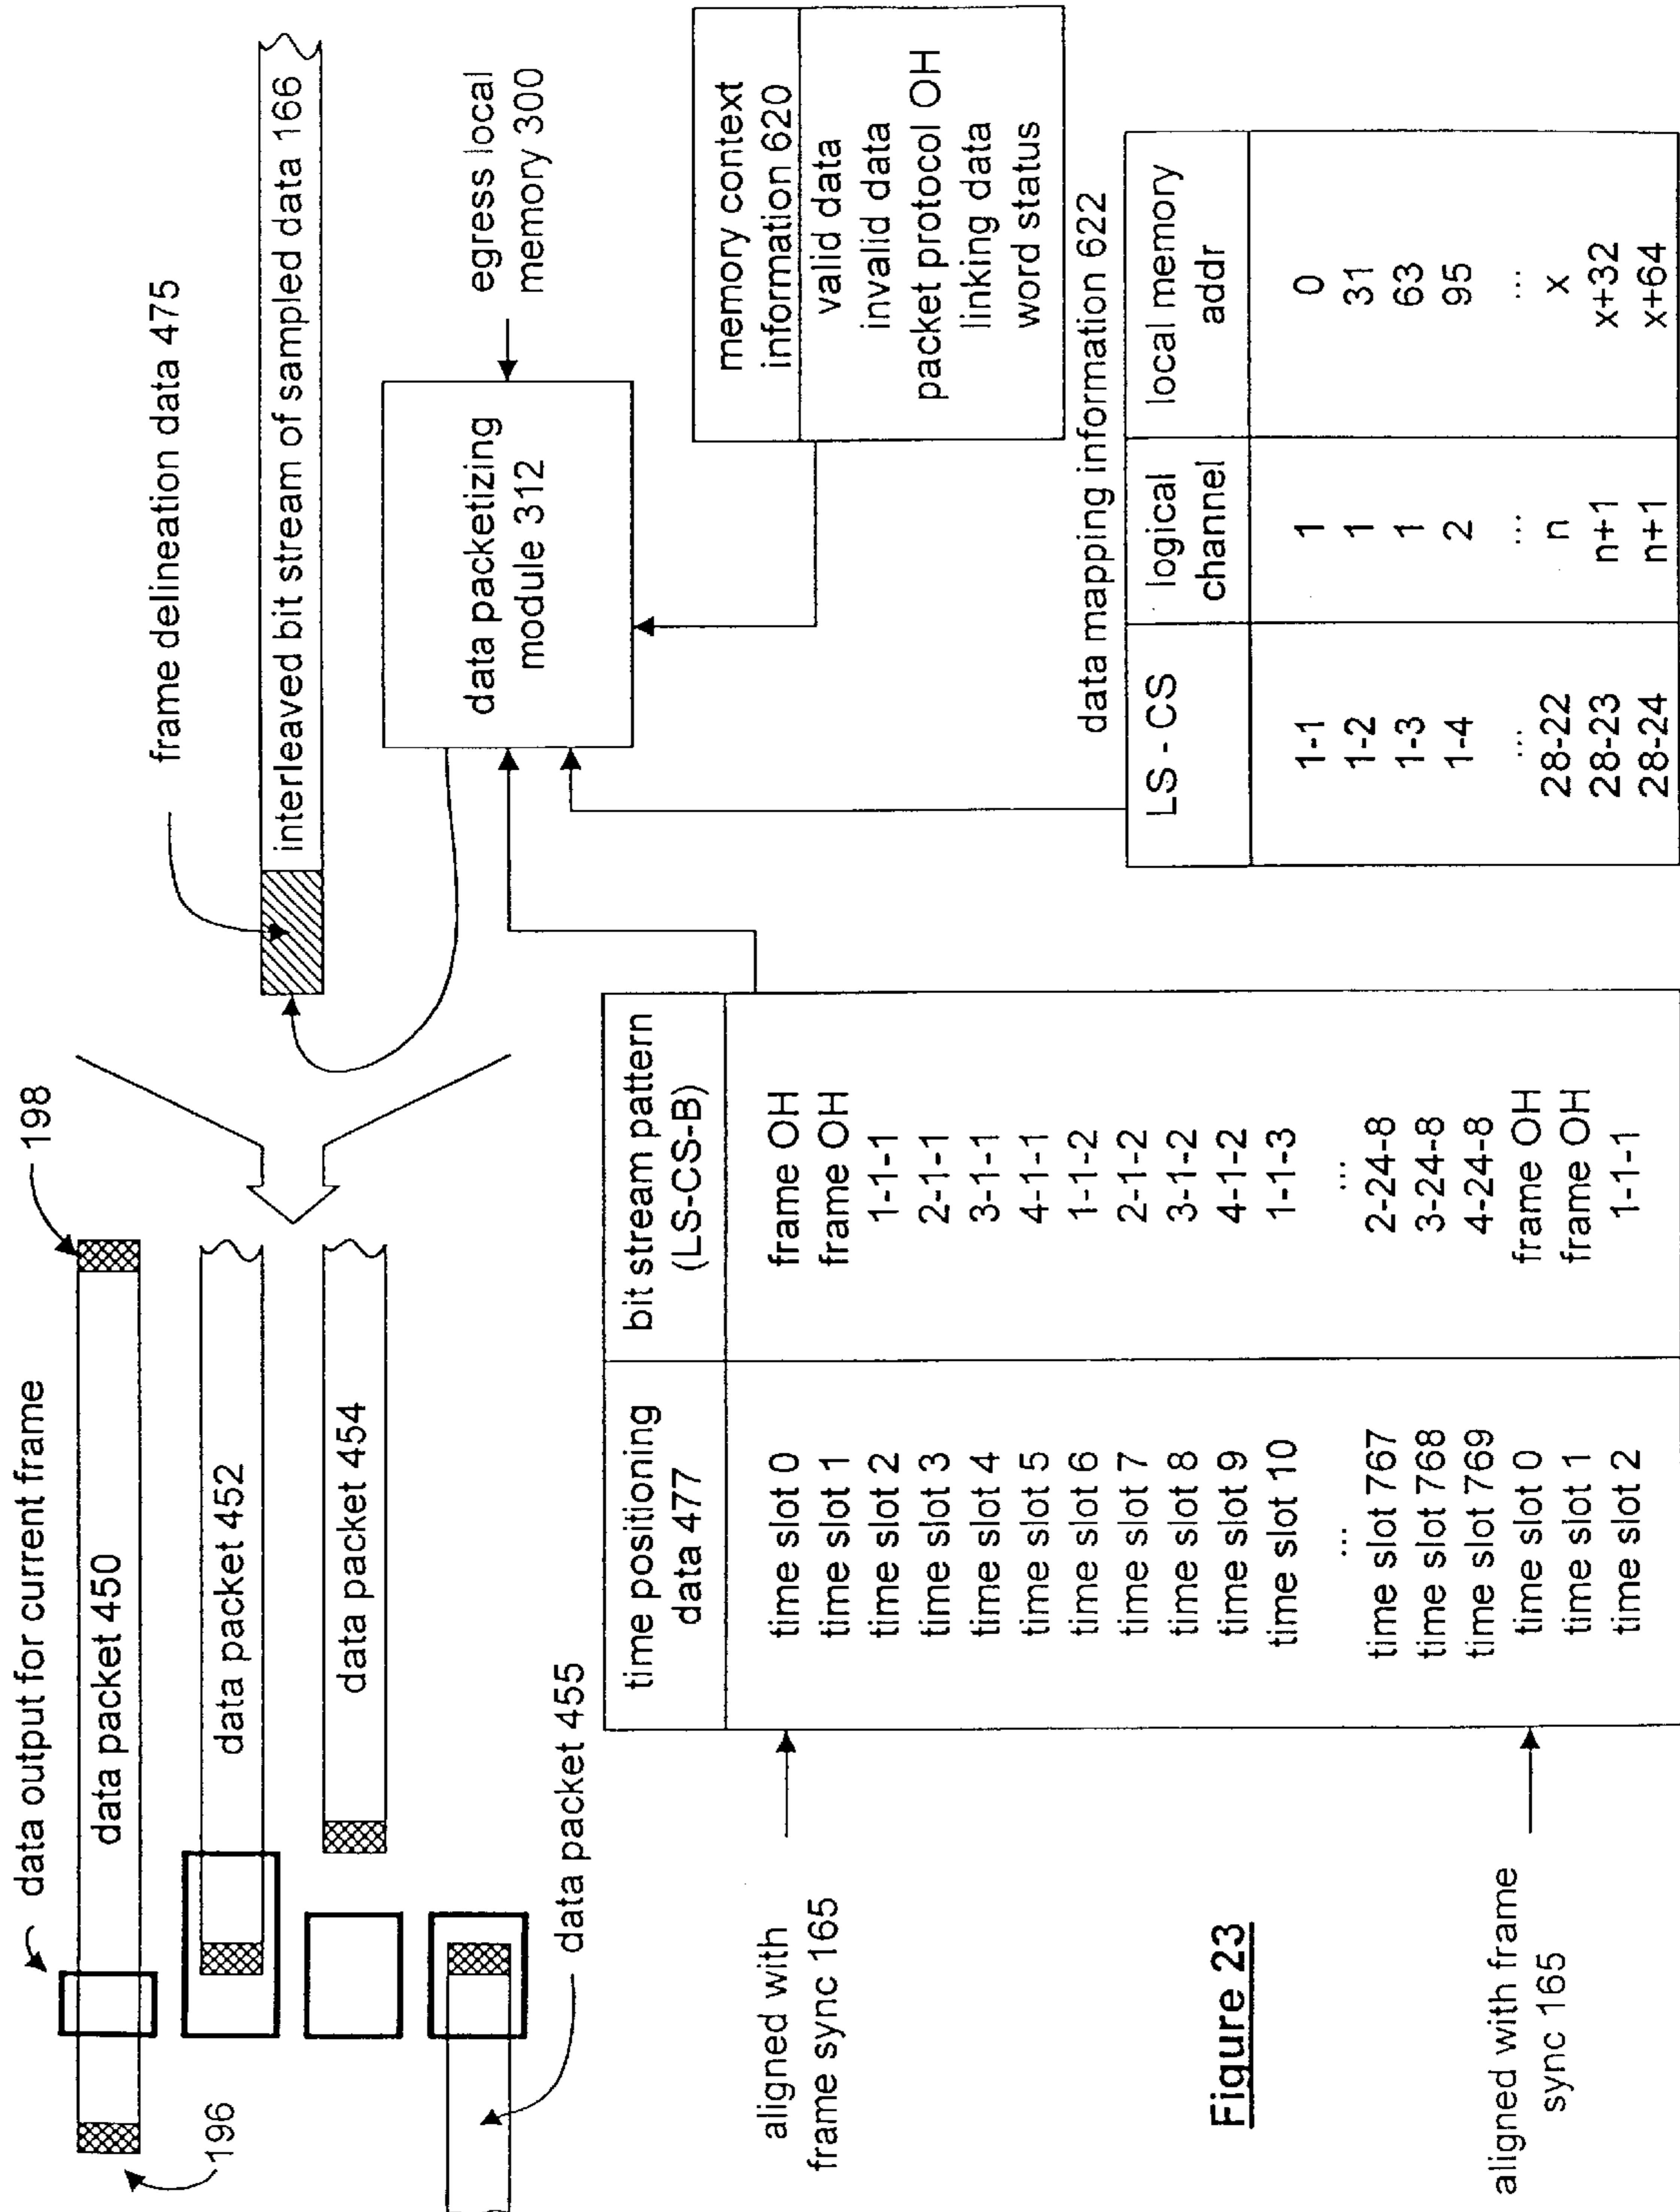 data output for current frame
198
data packet 450
data packet 452
data packet 454
196
data packet 455
frame delineation data 475
interleaved bit stream of sampled data 166
data packetizing
module 312
egress local
memory 300
memory context
information 620
valid data
invalid data
packet protocol OH
linking data
word status
aligned with
frame sync 165
time positioning
data 477
bit stream pattern
(LS-CS-B)
time slot 0 frame OH
time slot 1 frame OH
time slot 2 1-1-1
time slot 3 2-1-1
time slot 4 3-1-1
time slot 5 4-1-1
time slot 6 1-1-2
time slot 7 2-1-2
time slot 8 3-1-2
time slot 9 4-1-2
time slot 10 1-1-3
... ...
time slot 767 2-24-8
time slot 768 3-24-8
time slot 769 4-24-8
time slot 0 frame OH
time slot 1 frame OH
time slot 2 1-1-1
aligned with frame
sync 165
data mapping information 622
LS - CS
logical
channel
local memory
addr
1-1 1 0
1-2 1 31
1-3 1 63
1-4 2 95
... ... ...
28-22 n x
28-23 n+1 x+32
28-24 n+1 x+64
Figure 23